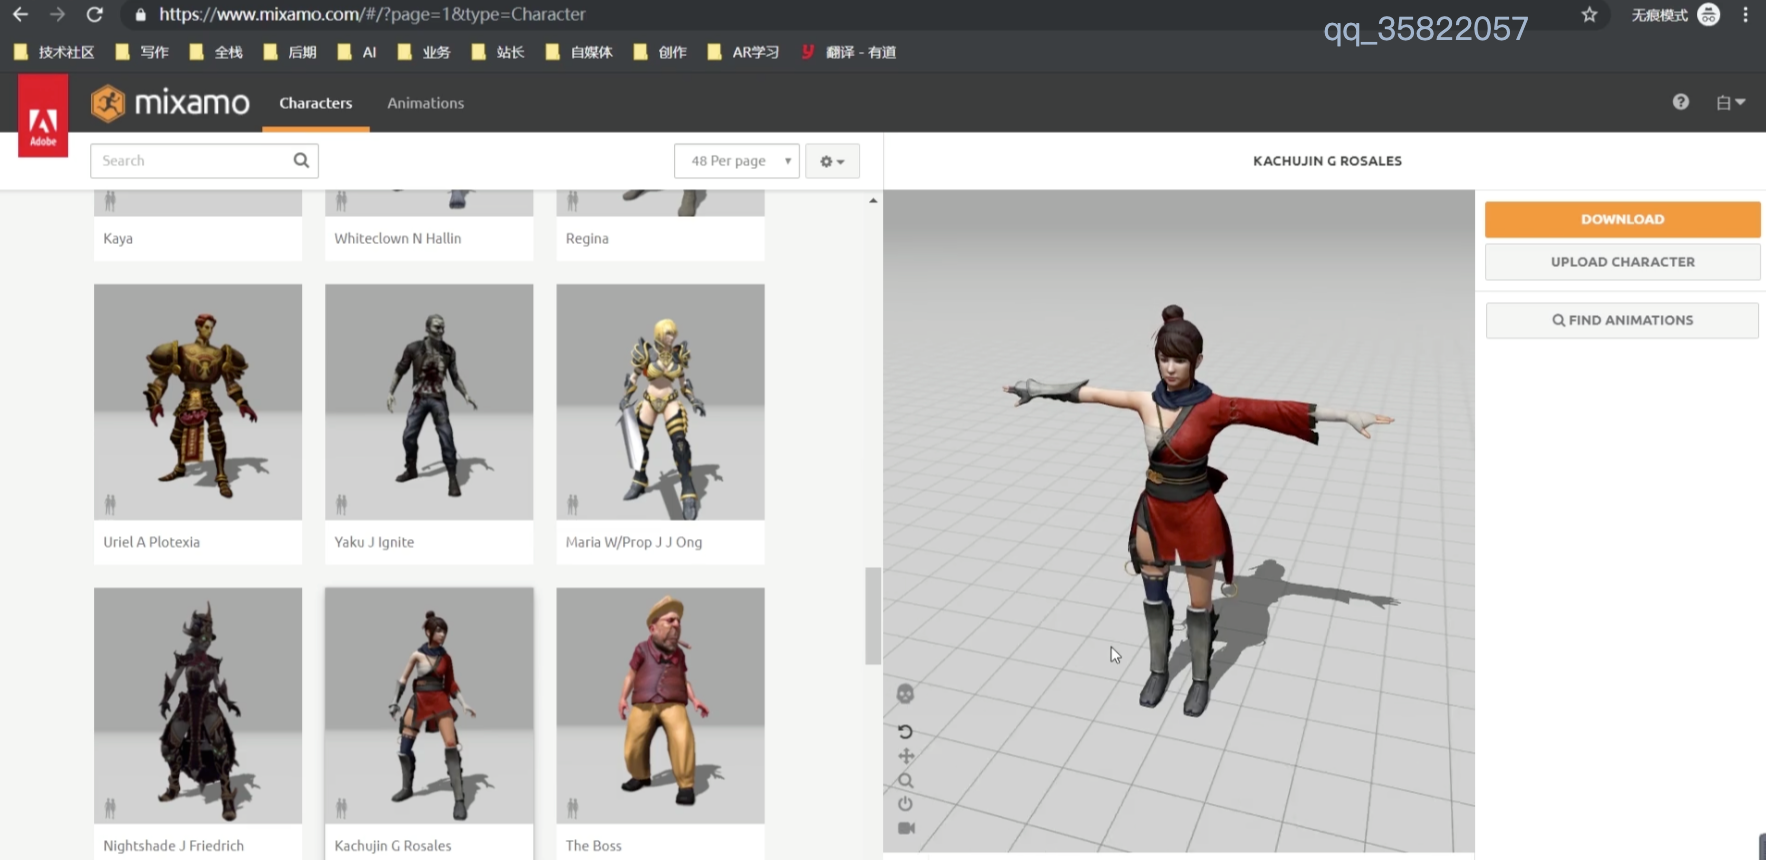 https://www.mixamo.com/#/?page=1&type=Character
无痕模式
qq_35822057
技术社区 写作 全栈 后期 AI 业务 站长 自媒体 创作 AR学习 翻译 - 有道
Adobe
mixamo
Characters Animations
白
Search
48 Per page
KACHUJIN G ROSALES
DOWNLOAD
UPLOAD CHARACTER
FIND ANIMATIONS
Kaya
Whiteclown N Hallin
Regina
Uriel A Plotexia
Yaku J Ignite
Maria W/Prop J J Ong
Nightshade J Friedrich
Kachujin G Rosales
The Boss